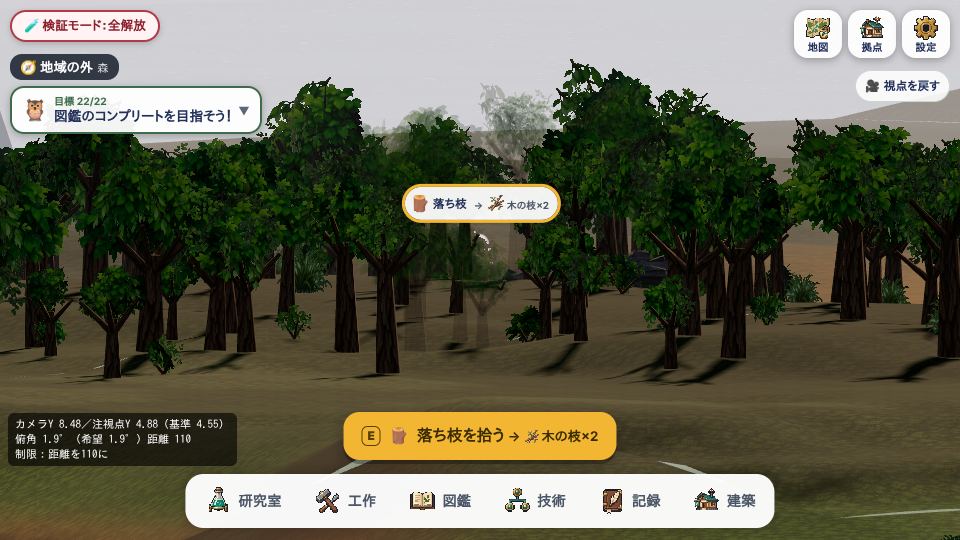 検証モード:全解放
地域の外 森
目標 22/22
図鑑のコンプリートを目指そう!
地図
拠点
設定
視点を戻す
落ち枝 → 木の枝×2
カメラY 8.48/注視点Y 4.88(基準 4.55)
俯角 1.9°(希望 1.9°)距離 110
制限:距離を110に
E 落ち枝を拾う → 木の枝×2
研究室
工作
図鑑
技術
記録
建築